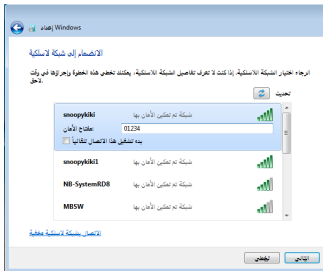 إعداد Windows
الانضمام إلى شبكة لاسلكية
الرجاء اختيار الشبكة اللاسلكية. إذا كنت لا تعرف تفاصيل الشبكة اللاسلكية، يمكنك تخطي هذه الخطوة وإجراؤها في وقت
لاحق.
تحديث
snoopykiki شبكة تم تمكين الأمان بها
مفتاح الأمان: 01234
بدء تشغيل هذا الاتصال تلقائياً
snoopykiki1 شبكة تم تمكين الأمان بها
NB-SystemRD8 شبكة تم تمكين الأمان بها
MBSW شبكة تم تمكين الأمان بها
الاتصال بشبكة لاسلكية مخفية
التالي
تخطي